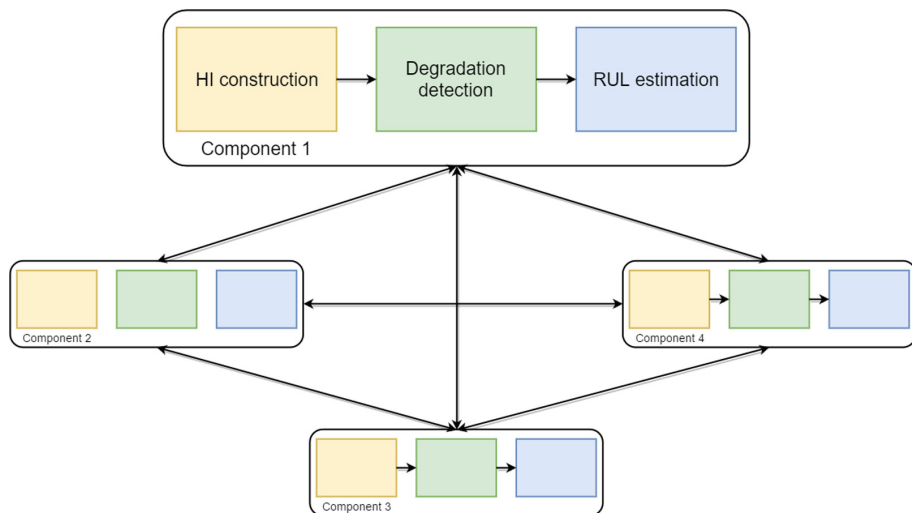 HI construction
Degradation
detection
RUL estimation
Component 1
Component 2
Component 4
Component 3